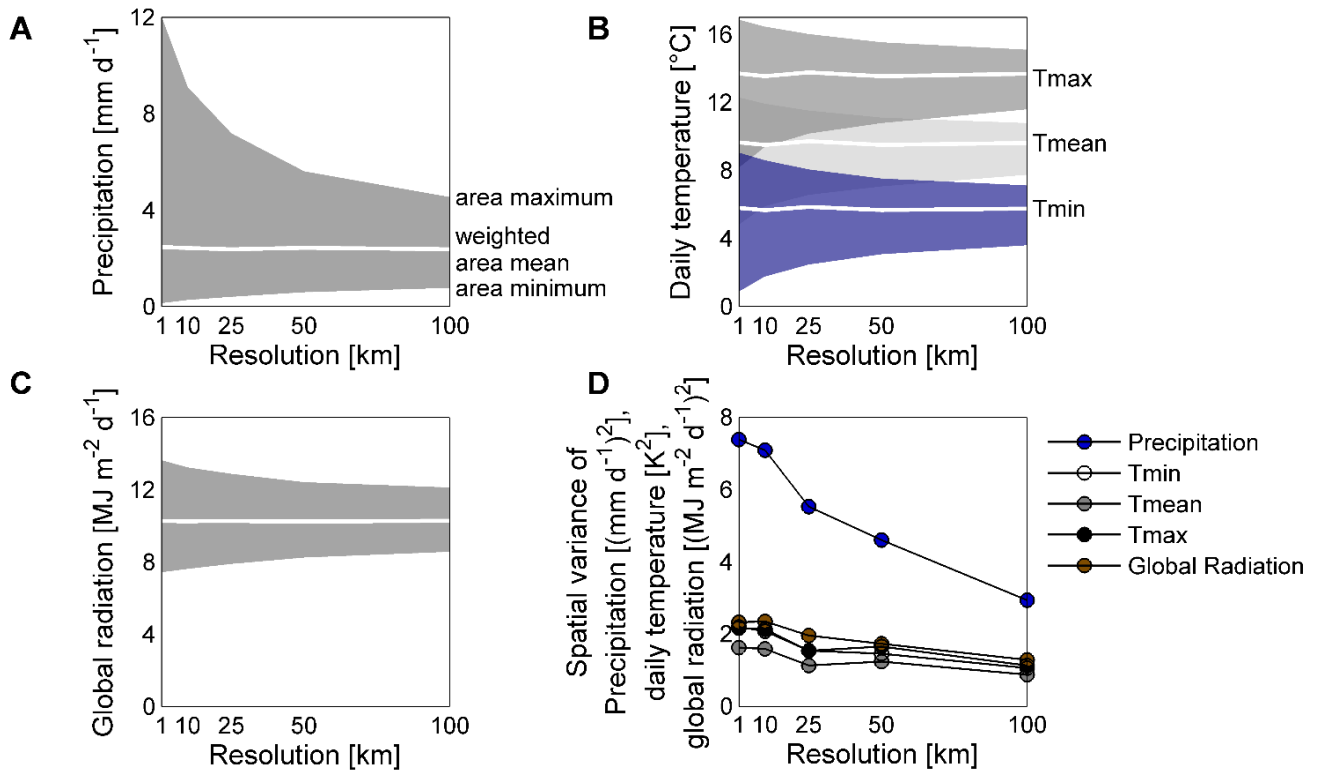 A
Precipitation [mm d⁻¹]
12
8
4
0
area maximum
weighted
area mean
area minimum
1 10 25 50 100
Resolution [km]
B
Daily temperature [°C]
16
12
8
4
0
Tmax
Tmean
Tmin
1 10 25 50 100
Resolution [km]
C
Global radiation [MJ m⁻² d⁻¹]
16
12
8
4
0
1 10 25 50 100
Resolution [km]
D
Spatial variance of
Precipitation [(mm d⁻¹)²],
daily temperature [K²],
global radiation [(MJ m⁻² d⁻¹)²]
8
6
4
2
0
1 10 25 50 100
Resolution [km]
Precipitation
Tmin
Tmean
Tmax
Global Radiation